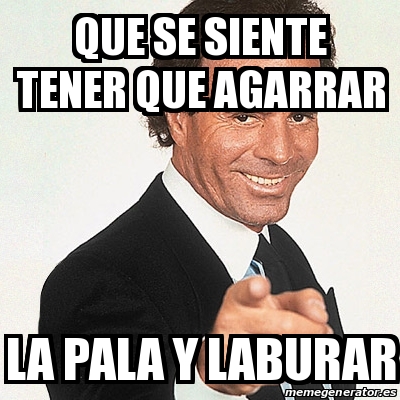 QUE SE SIENTE
TENER QUE AGARRAR
LA PALA Y LABURAR
memegenerator.es